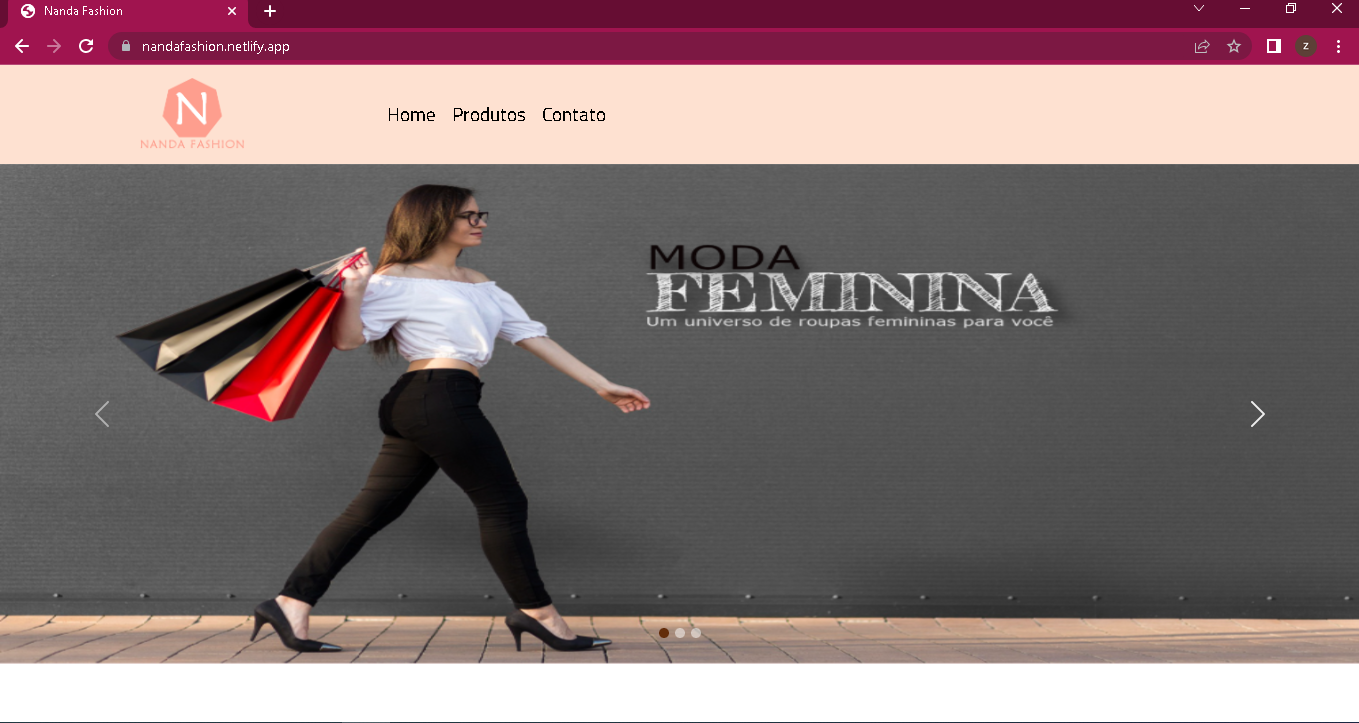 Nanda Fashion
nandafashion.netlify.app
Z
N
NANDA FASHION
Home Produtos Contato
MODA
FEMININA
Um universo de roupas femininas para você